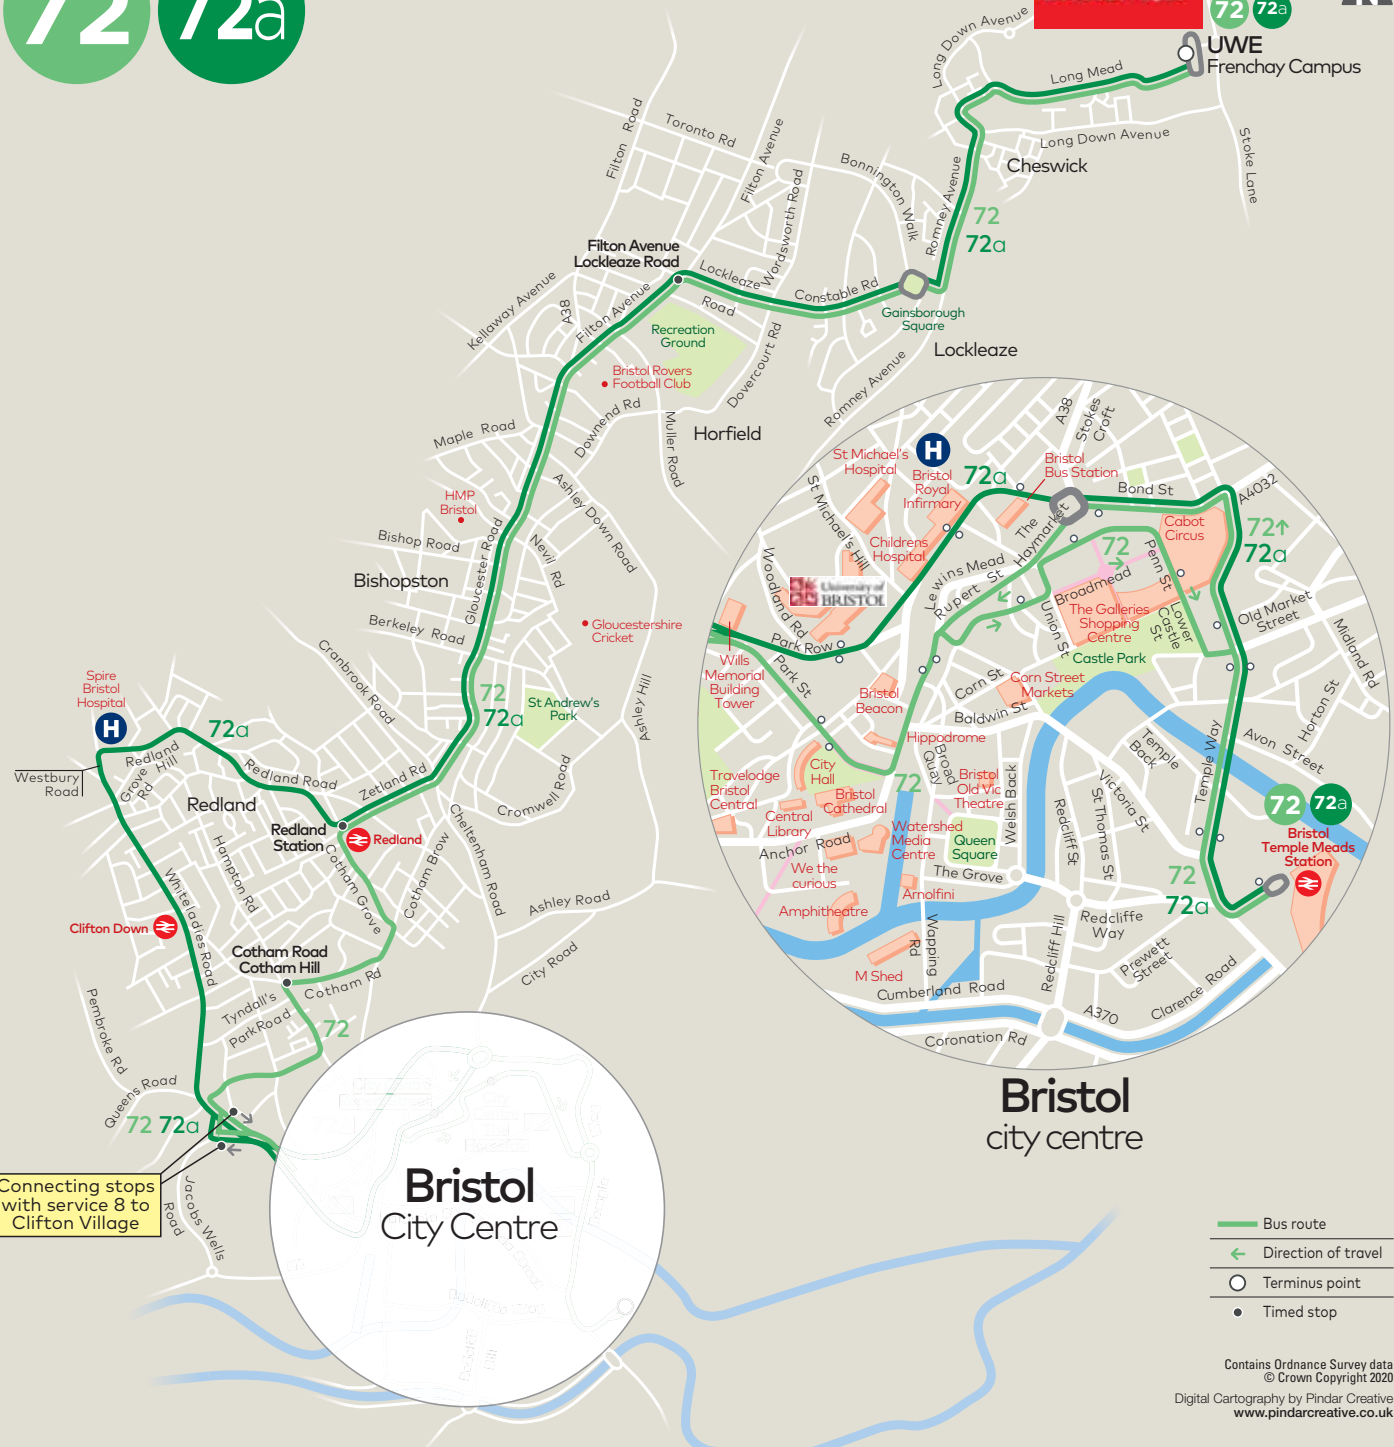 72 72a
72 72a
UWE
Frenchay Campus
Long Down Avenue
Long Mead
Long Down Avenue
Stoke Lane
Cheswick
Filton Road
Toronto Rd
Filton Avenue
Bonnington Walk
Wordsworth Road
Romney Avenue
72
72a
Filton Avenue
Lockleaze Road
Lockleaze
Road
Constable Rd
Gainsborough
Square
Lockleaze
Kellaway Avenue
A38
Filton Avenue
Recreation
Ground
Bristol Rovers
Football Club
Dovercourt Rd
Romney Avenue
Downend Rd
Muller Road
Horfield
Maple Road
HMP
Bristol
Ashley Down Road
Bishop Road
Gloucester Road
Nevil Rd
Bishopston
Berkeley Road
Gloucestershire
Cricket
Cranbrook Road
Spire
Bristol
Hospital
H
72a
72
72a
St Andrew's
Park
Ashley Hill
Westbury
Road
Redland
Hill
Grove
Rd
Redland Road
Zetland Rd
Redland
Cromwell Road
Redland
Station
Redland
Hampton Rd
Cotham Grove
Cotham Brow
Cheltenham Road
Whiteladies Road
Ashley Road
Clifton Down
Cotham Road
Cotham Hill
Cotham Rd
City Road
Pembroke Rd
Tyndall's
Park Road
72
Queens Road
72 72a
Connecting stops
with service 8 to
Clifton Village
Jacobs Wells
Road
Bristol
City Centre
A38
Stokes
Croft
St Michael's
Hospital
H
Bristol
Royal
Infirmary
72a
Bristol
Bus Station
Bond St
A4032
St Michael's Hill
Childrens
Hospital
The
Haymarket
Cabot
Circus
72
72a
72
Penn St
Lewins Mead
Rupert St
Broadmead
Woodland Rd
University of
BRISTOL
Union St
The Galleries
Shopping
Centre
Lower
Castle
St
Old Market
Street
Midland Rd
Park Row
Castle Park
Wills
Memorial
Building
Tower
Park St
Bristol
Beacon
Corn St
Corn Street
Markets
Baldwin St
Horton St
Hippodrome
Broad
Quay
Temple
Back
Avon Street
Temple Way
City
Hall
Travelodge
Bristol
Central
72
Bristol
Old Vic
Theatre
Welsh Back
Victoria St
Bristol
Cathedral
Redcliff St
St Thomas St
72 72a
Central
Library
Anchor Road
Watershed
Media
Centre
Queen
Square
Bristol
Temple Meads
Station
We the
curious
The Grove
72
72a
Arnolfini
Amphitheatre
Redcliffe
Way
Wapping
Rd
Redcliff Hill
Prewett
Street
M Shed
Cumberland Road
Clarence Road
A370
Coronation Rd
Bristol
city centre
Bus route
Direction of travel
Terminus point
Timed stop
Contains Ordnance Survey data
© Crown Copyright 2020
Digital Cartography by Pindar Creative
www.pindarcreative.co.uk